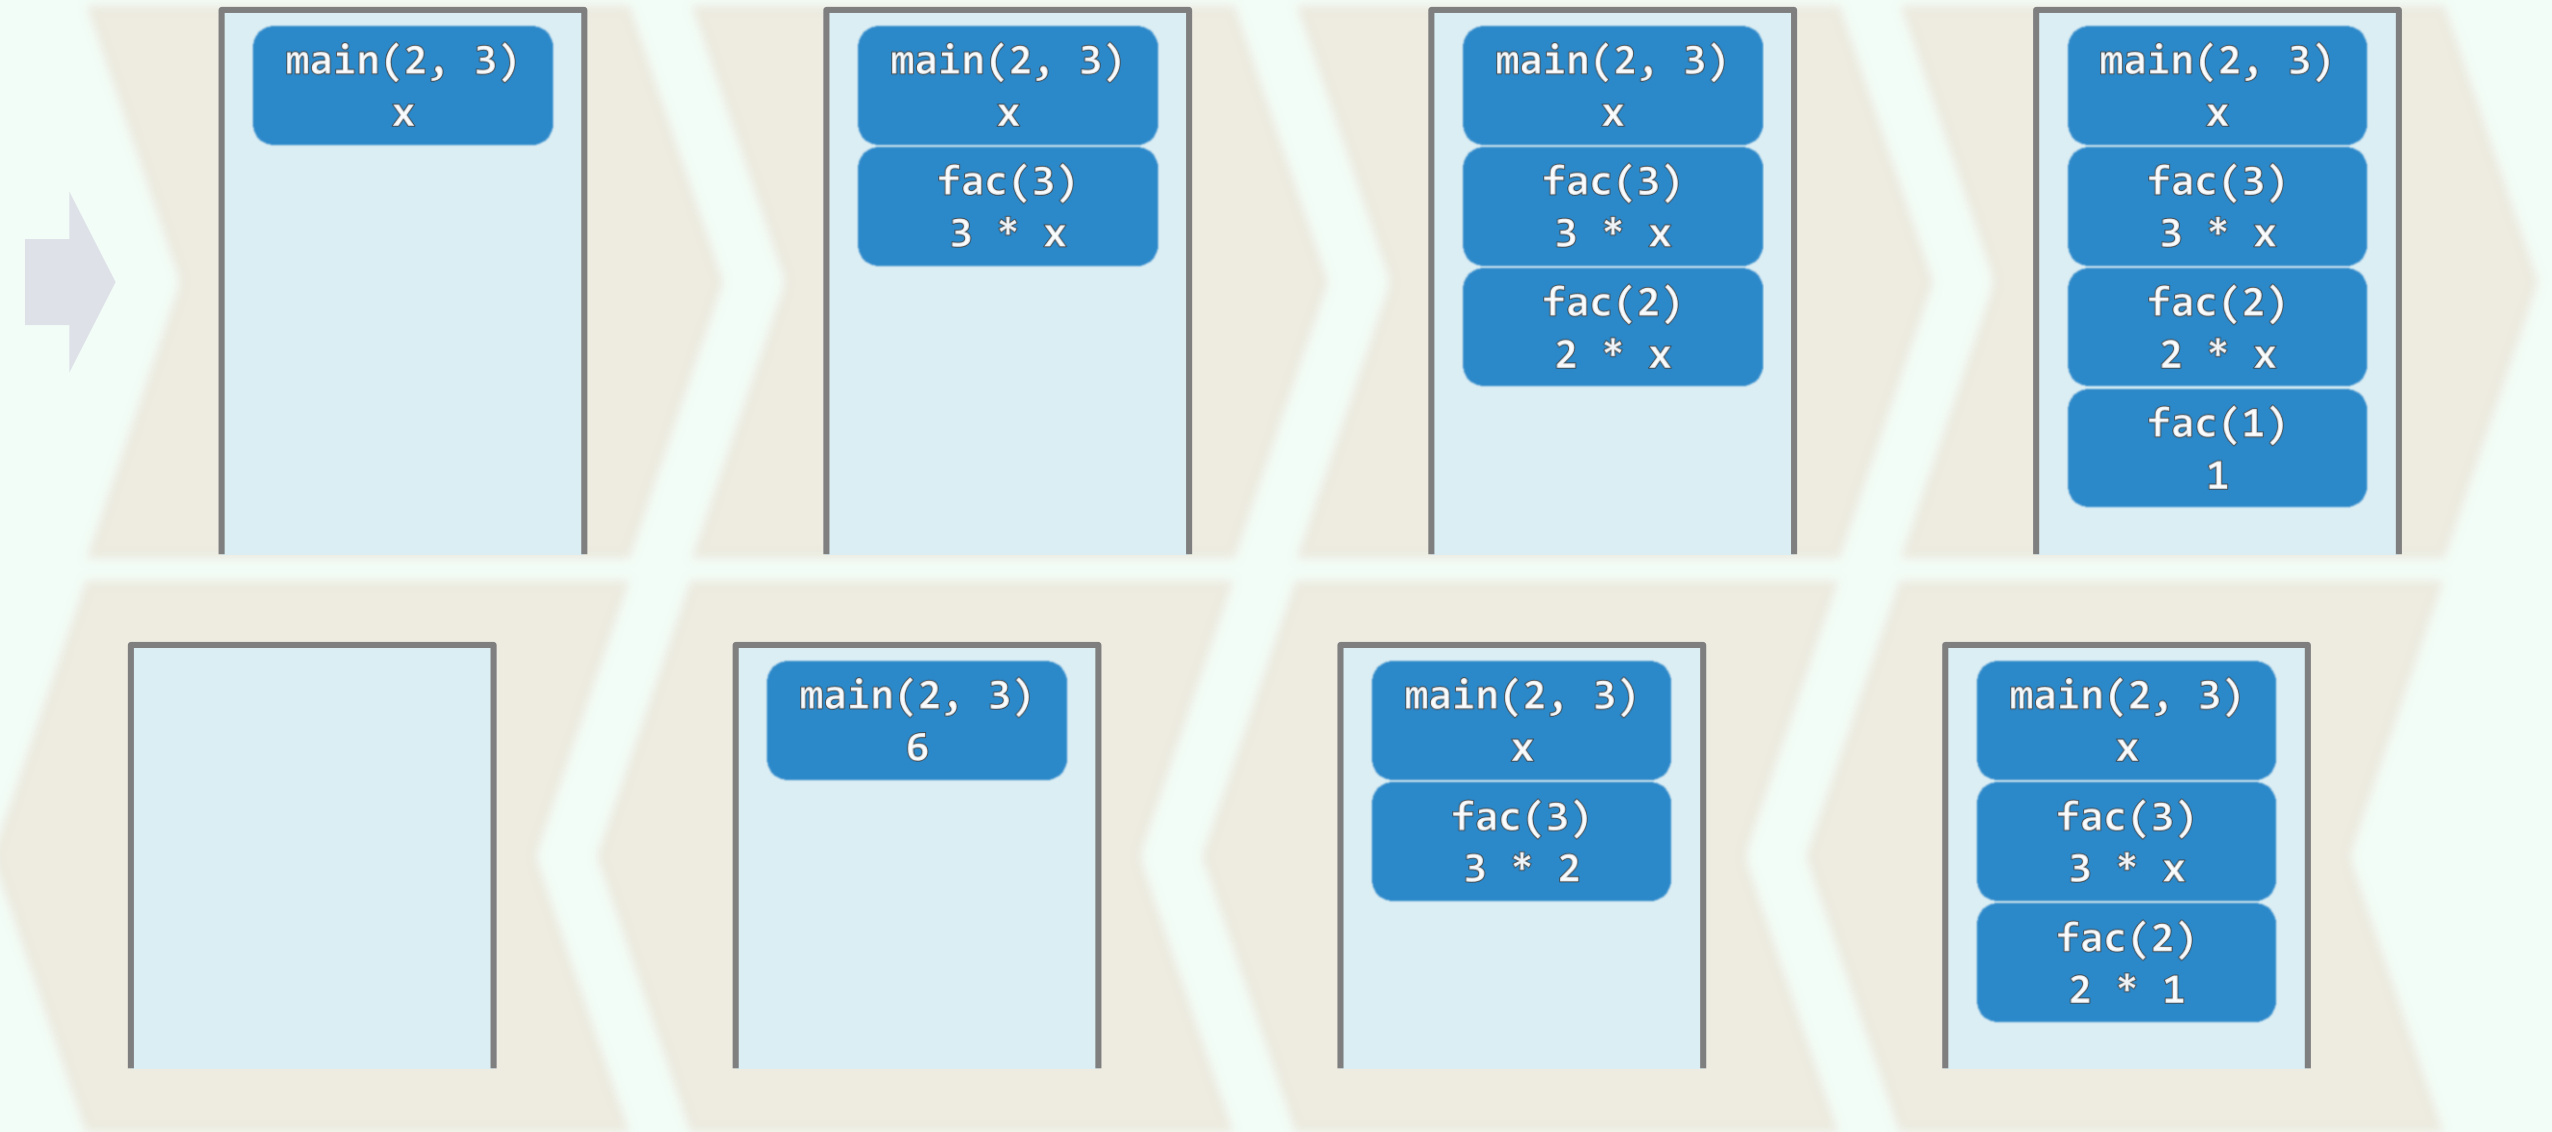 main(2, 3)
x
main(2, 3)
x
fac(3)
3 * x
main(2, 3)
x
fac(3)
3 * x
fac(2)
2 * x
main(2, 3)
x
fac(3)
3 * x
fac(2)
2 * x
fac(1)
1
main(2, 3)
x
fac(3)
3 * x
fac(2)
2 * 1
main(2, 3)
x
fac(3)
3 * 2
main(2, 3)
6